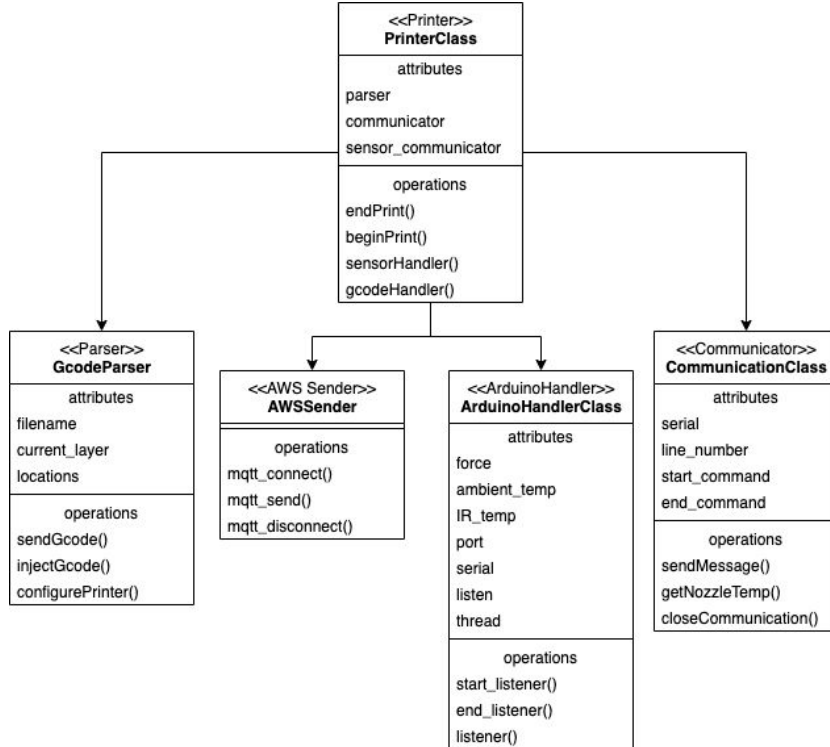 <<Printer>>
PrinterClass
attributes
parser
communicator
sensor_communicator
operations
endPrint()
beginPrint()
sensorHandler()
gcodeHandler()
<<Parser>>
GcodeParser
attributes
filename
current_layer
locations
operations
sendGcode()
injectGcode()
configurePrinter()
<<AWS Sender>>
AWSSender
operations
mqtt_connect()
mqtt_send()
mqtt_disconnect()
<<ArduinoHandler>>
ArduinoHandlerClass
attributes
force
ambient_temp
IR_temp
port
serial
listen
thread
operations
start_listener()
end_listener()
listener()
<<Communicator>>
CommunicationClass
attributes
serial
line_number
start_command
end_command
operations
sendMessage()
getNozzleTemp()
closeCommunication()